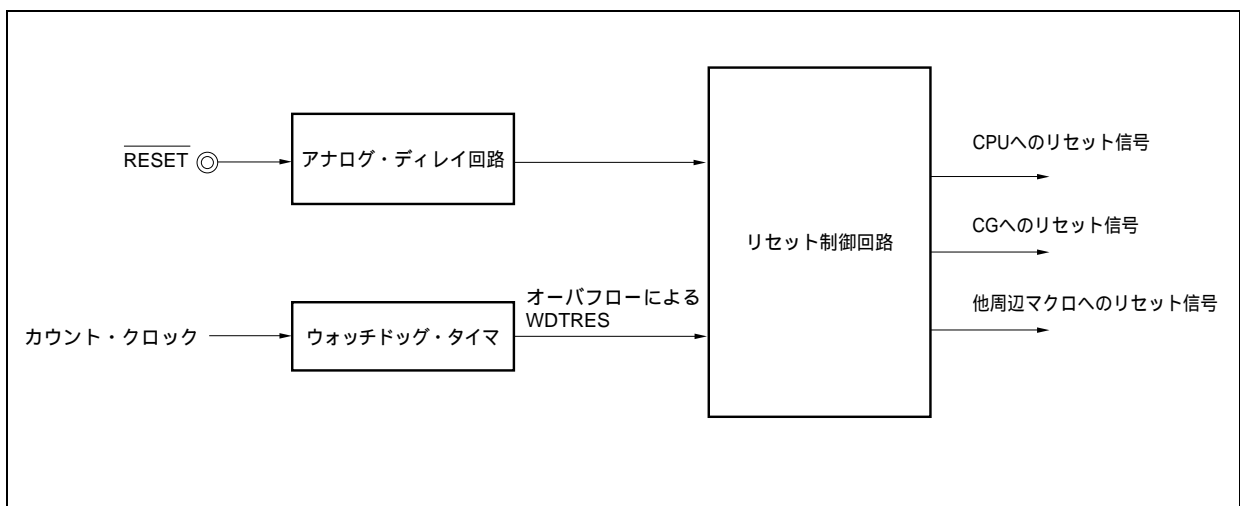 RESET
アナログ・ディレイ回路
CPUへのリセット信号
CGへのリセット信号
リセット制御回路
オーバフローによる
WDTRES
他周辺マクロへのリセット信号
カウント・クロック
ウォッチドッグ・タイマ